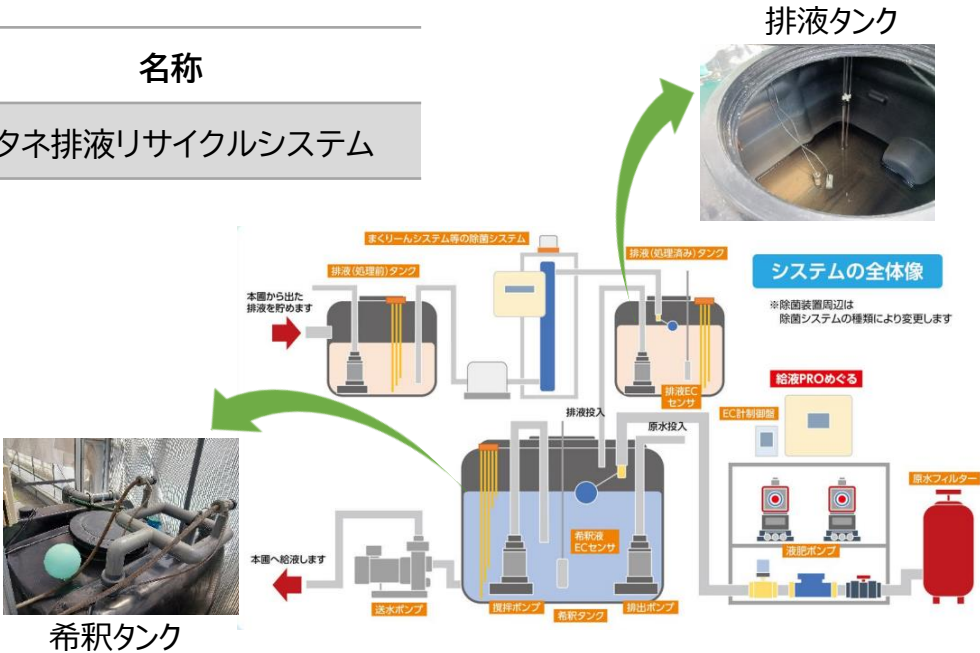 排液タンク
名称
タネ排液リサイクルシステム
まくりーんシステム等の除菌システム
排液(処理前)タンク
排液(処理済み)タンク
システムの全体像
本圃から出た
排液を貯めます
※除菌装置周辺は
除菌システムの種類により変更します
排液EC
センサ
給液PROめぐる
EC計制御盤
排液投入
原水投入
原水フィルター
希釈液
ECセンサ
液肥ポンプ
本圃へ給液します
送水ポンプ
撹拌ポンプ
希釈タンク
排出ポンプ
希釈タンク